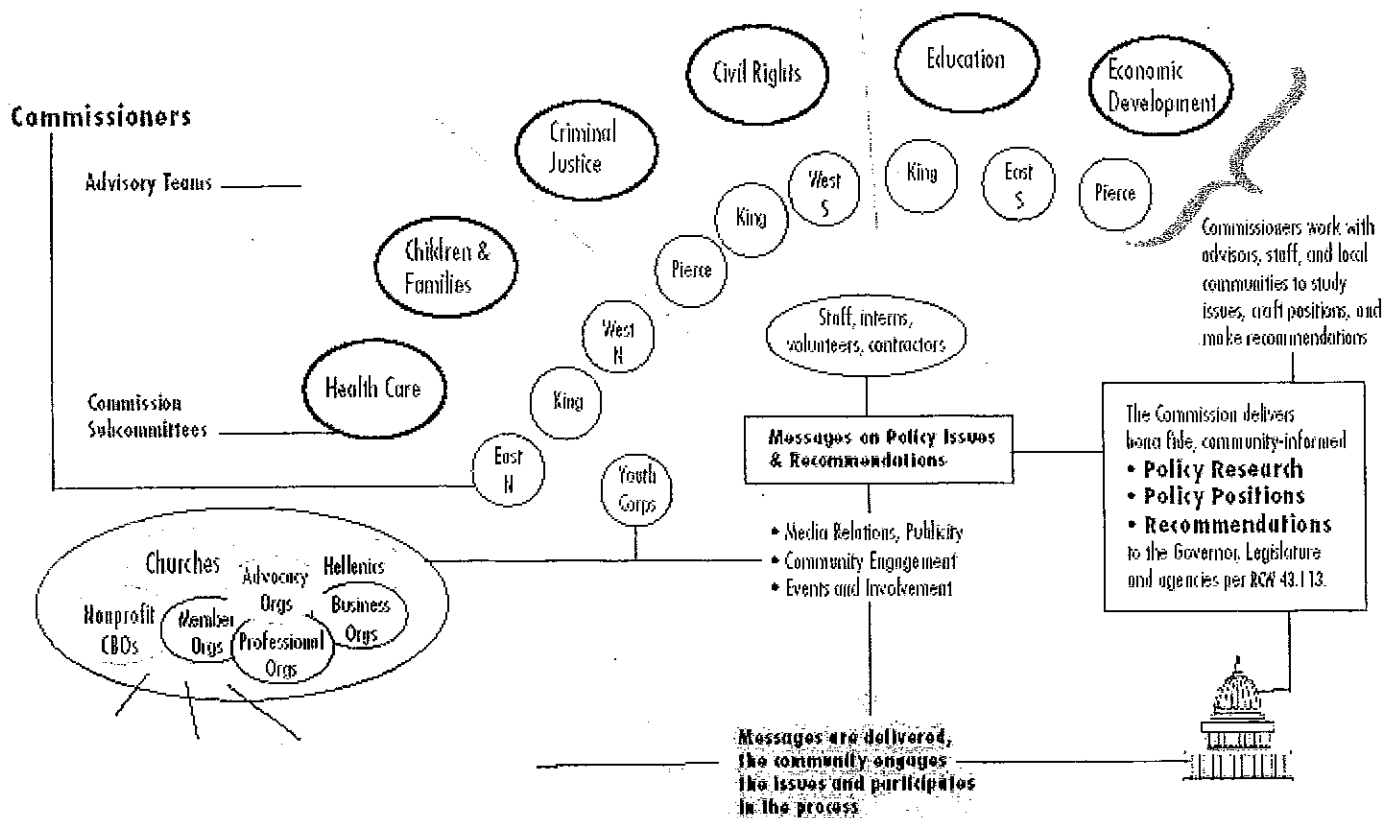 Commissioners
Advisory Teams
Commission
Subcommittees
Health Care
Children &
Families
Criminal
Justice
Civil Rights
Education
Economic
Development
East
N
King
West
N
Pierce
King
West
S
King
East
S
Pierce
Youth
Corps
Staff, interns,
volunteers, contractors
Commissioners work with
advisors, staff, and local
communities to study
issues, craft positions, and
make recommendations
Messages on Policy Issues
& Recommendations
The Commission delivers
bona fide, community-informed
• Policy Research
• Policy Positions
• Recommendations
to the Governor, Legislature
and agencies per RCW 43.113.
• Media Relations, Publicity
• Community Engagement
• Events and Involvement
Churches
Advocacy
Orgs
Hellenics
Nonprofit
CBOs
Member
Orgs
Professional
Orgs
Business
Orgs
Messages are delivered,
the community engages
the issues and participates
in the process